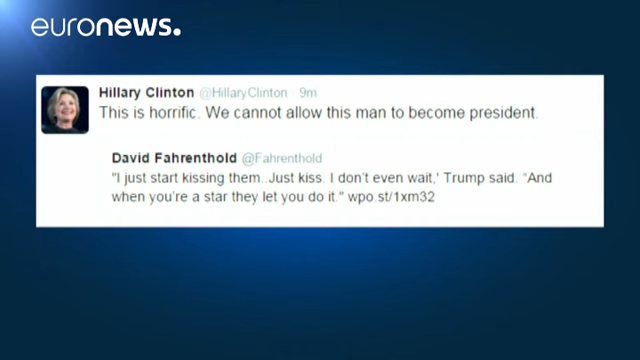 euronews.
Hillary Clinton @HillaryClinton 9m
This is horrific. We cannot allow this man to become president.
David Fahrenthold @Fahrenthold
"I just start kissing them..Just kiss. I don't even wait,' Trump said. "And
when you're a star they let you do it." wpo.st/1xm32